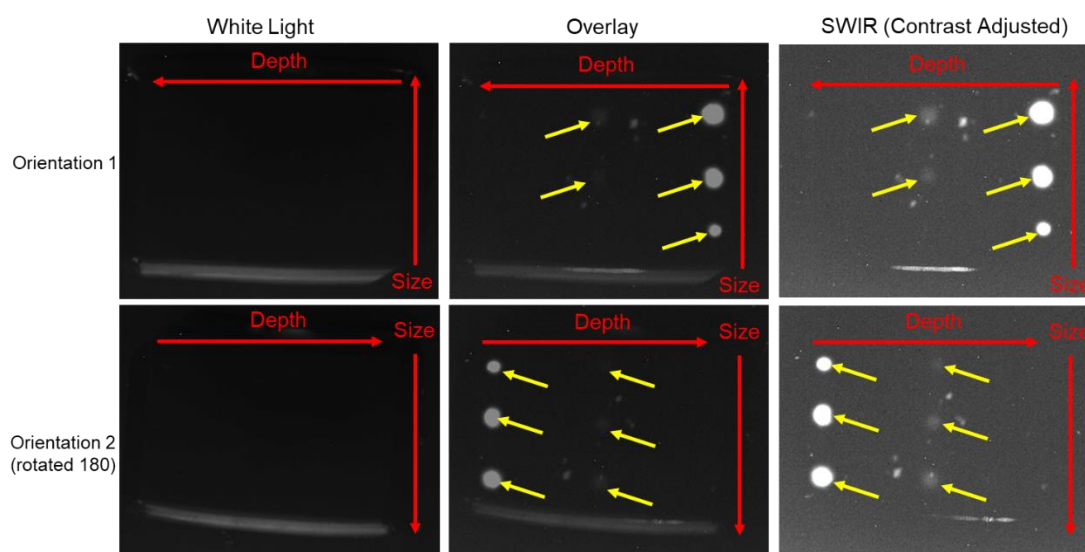 White Light
Overlay
SWIR (Contrast Adjusted)
Depth
Depth
Depth
Orientation 1
Size
Size
Size
Depth
Size
Depth
Size
Depth
Size
Orientation 2
(rotated 180)